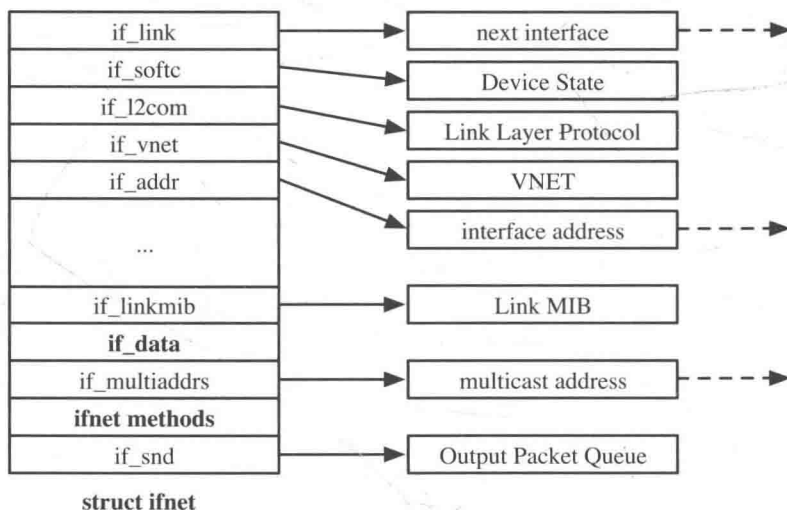 if_link
next interface
if_softc
Device State
if_l2com
Link Layer Protocol
if_vnet
VNET
if_addr
interface address
...
if_linkmib
Link MIB
if_data
if_multiaddrs
multicast address
ifnet methods
if_snd
Output Packet Queue
struct ifnet